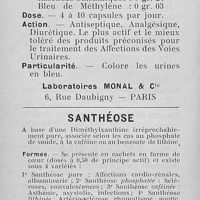 Bleu de Méthylène : 0 gr. 03
Dose. — 4 à 10 capsules par jour.
Action. — Antiseptique, Analgésique,
Diurétique. Le plus actif et le mieux
toléré des produits préconisés pour
le traitement des Affections des Voies
Urinaires.
Particularité. — Colore les urines
en bleu.
Laboratoires MONAL & Cie
6, Rue Daubigny — PARIS
SANTHÉOSE
A base d'une Diméthylxanthine irréprochable-
ment pure, associée selon les cas au phosphate
de soude, à la caféine ou au benzoate de lithine,
Formes. — Se présente en cachets en forme de
cœur (dosés à 0,50 de principe actif) et existe
sous 4 variétés :
1° Santhéose pure : Affections cardio-rénales,
albuminurie ; 2° Santhéose phosphatée : Sclé-
roses, convalescences ; 3° Santhéose caféinée :
Asthénie, asystolie, infections ; 4° Santhéose
lithinée : Artério-sclérose, rhumatisme, goutte,